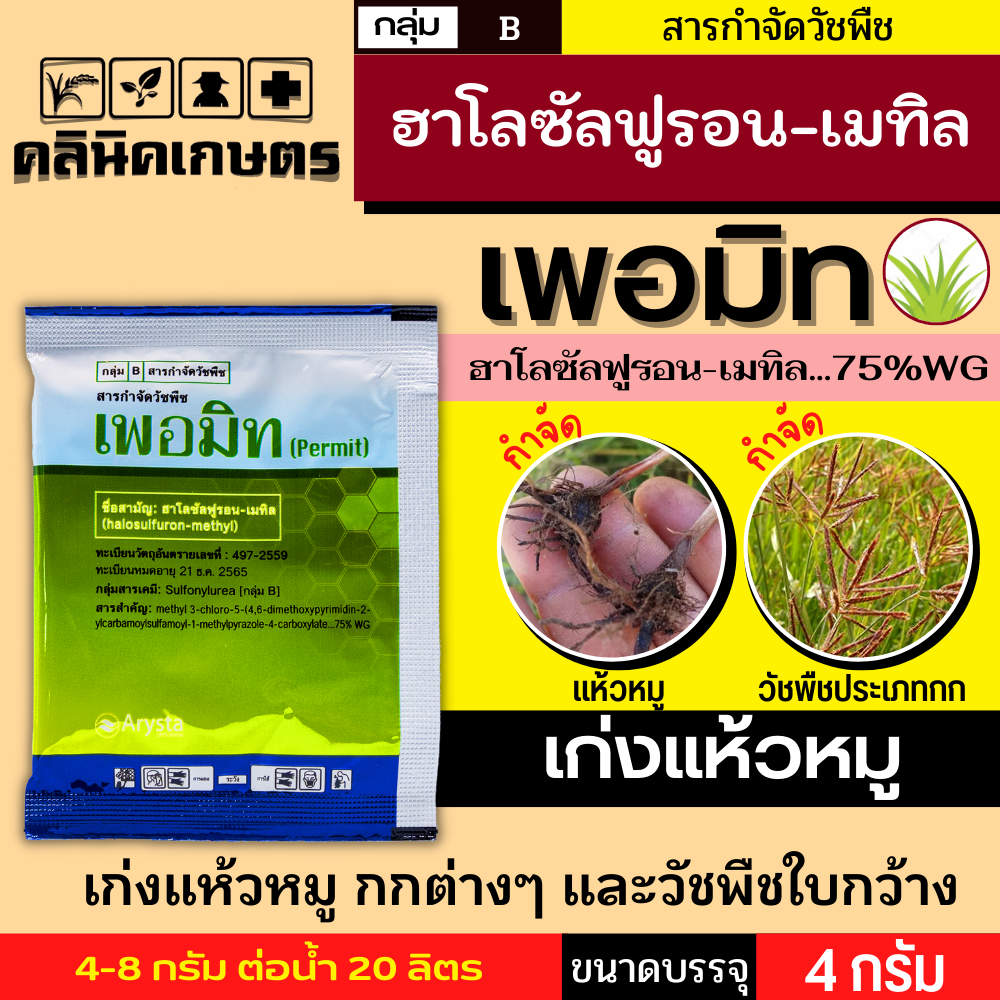 กลุ่ม B สารกำจัดวัชพืช
คลินิคเกษตร
ฮาโลซัลฟูรอน-เมทิล
เพอมิท
ฮาโลซัลฟูรอน-เมทิล...75%WG
กลุ่ม B สารกำจัดวัชพืช
สารกำจัดวัชพืช
เพอมิท (Permit)
ชื่อสามัญ: ฮาโลซัลฟูรอน-เมทิล
(halosulfuron-methyl)
ทะเบียนวัตถุอันตรายเลขที่ : 497-2559
ทะเบียนหมดอายุ 21 ธ.ค. 2565
กลุ่มสารเคมี: Sulfonylurea [กลุ่ม B]
สารสำคัญ: methyl 3-chloro-5-(4,6-dimethoxypyrimidin-2-
ylcarbamoylsulfamoyl-1-methylpyrazole-4-carboxylate...75% WG
Arysta
ระวัง
กำจัด
กำจัด
แห้วหมู
วัชพืชประเภทกก
เก่งแห้วหมู
เก่งแห้วหมู กกต่างๆ และวัชพืชใบกว้าง
4-8 กรัม ต่อน้ำ 20 ลิตร
ขนาดบรรจุ
4 กรัม